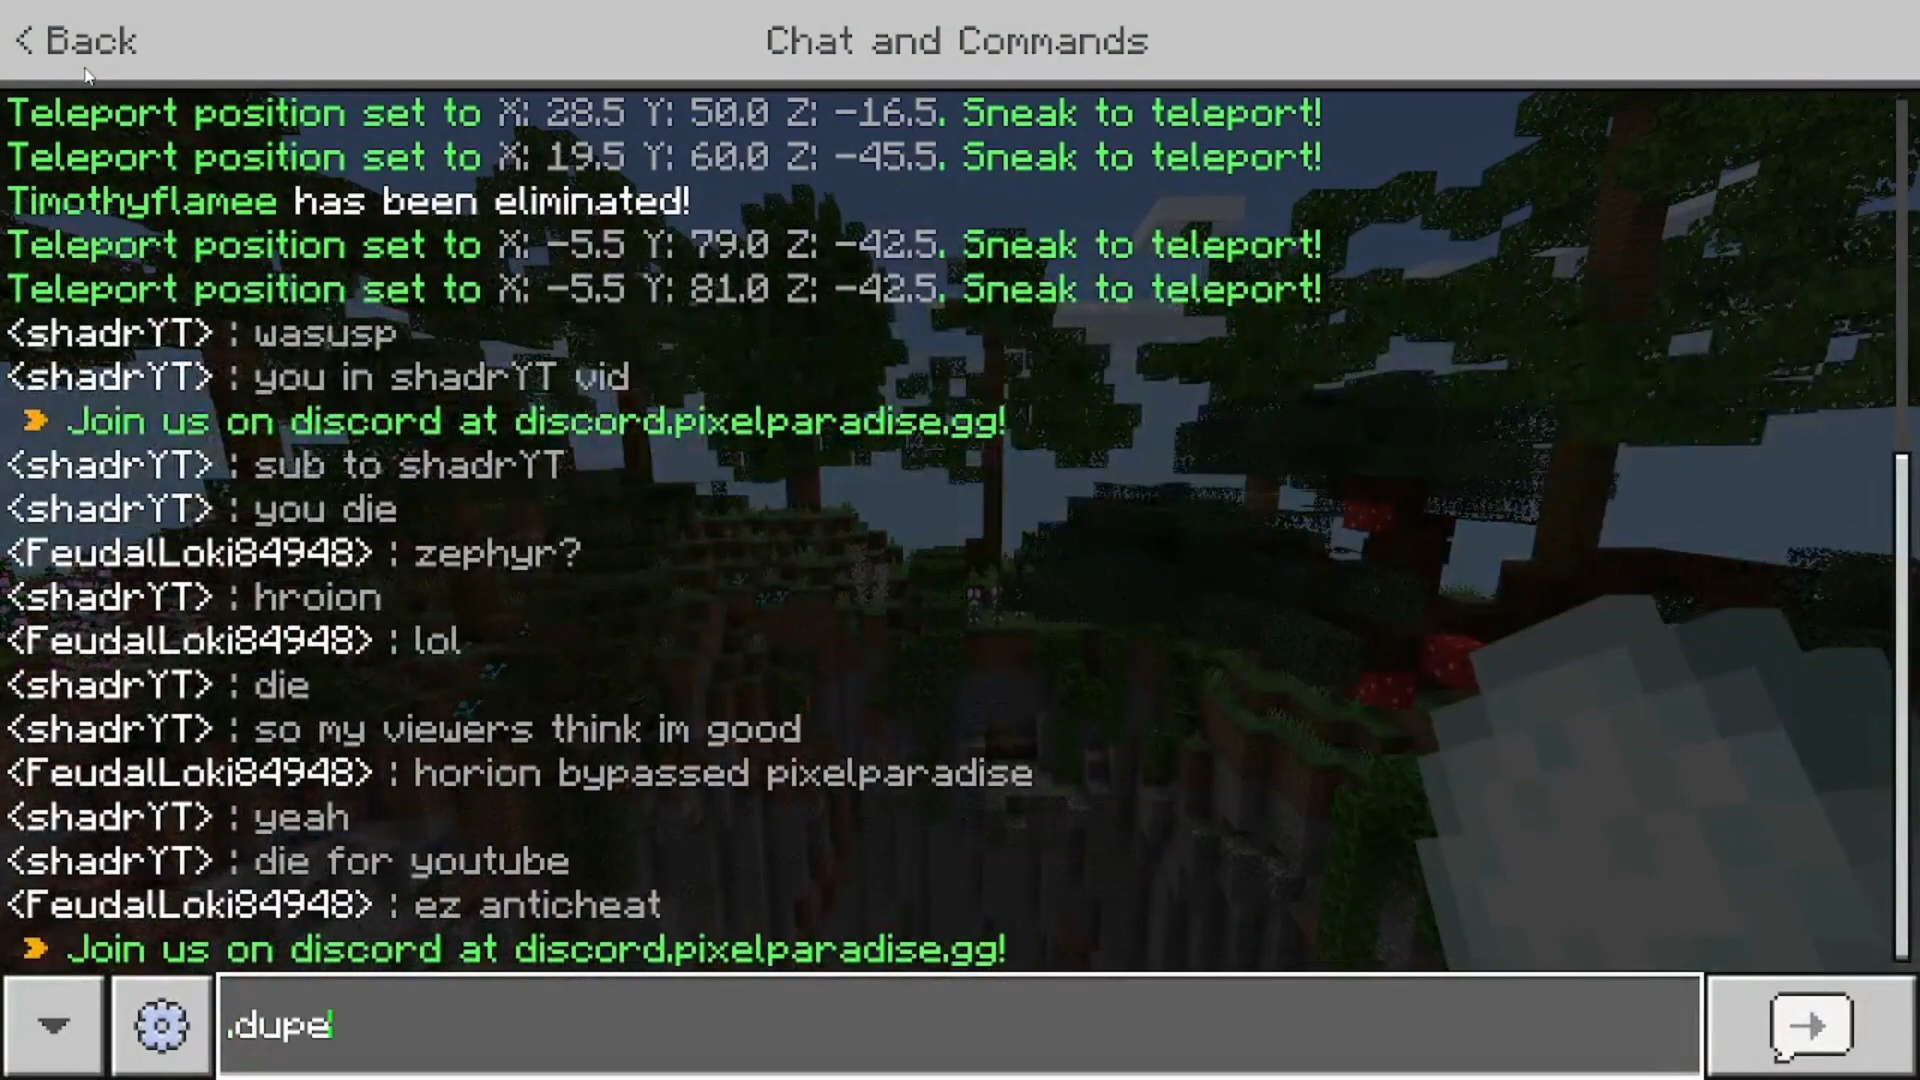 < Back
Chat and Commands
Teleport position set to X: 28.5 Y: 50.0 Z: -16.5. Sneak to teleport!
Teleport position set to X: 19.5 Y: 60.0 Z: -45.5. Sneak to teleport!
Timothyflamee has been eliminated!
Teleport position set to X: -5.5 Y: 79.0 Z: -42.5. Sneak to teleport!
Teleport position set to X: -5.5 Y: 81.0 Z: -42.5. Sneak to teleport!
<shadrYT> : wasusp
<shadrYT> : you in shadrYT vid
Join us on discord at discord.pixelparadise.gg!
<shadrYT> : sub to shadrYT
<shadrYT> : you die
<FeudalLoki84948> : zephyr?
<shadrYT> : hroion
<FeudalLoki84948> : lol
<shadrYT> : die
<shadrYT> : so my viewers think im good
<FeudalLoki84948> : horion bypassed pixelparadise
<shadrYT> : yeah
<shadrYT> : die for youtube
<FeudalLoki84948> : ez anticheat
Join us on discord at discord.pixelparadise.gg!
.dupe